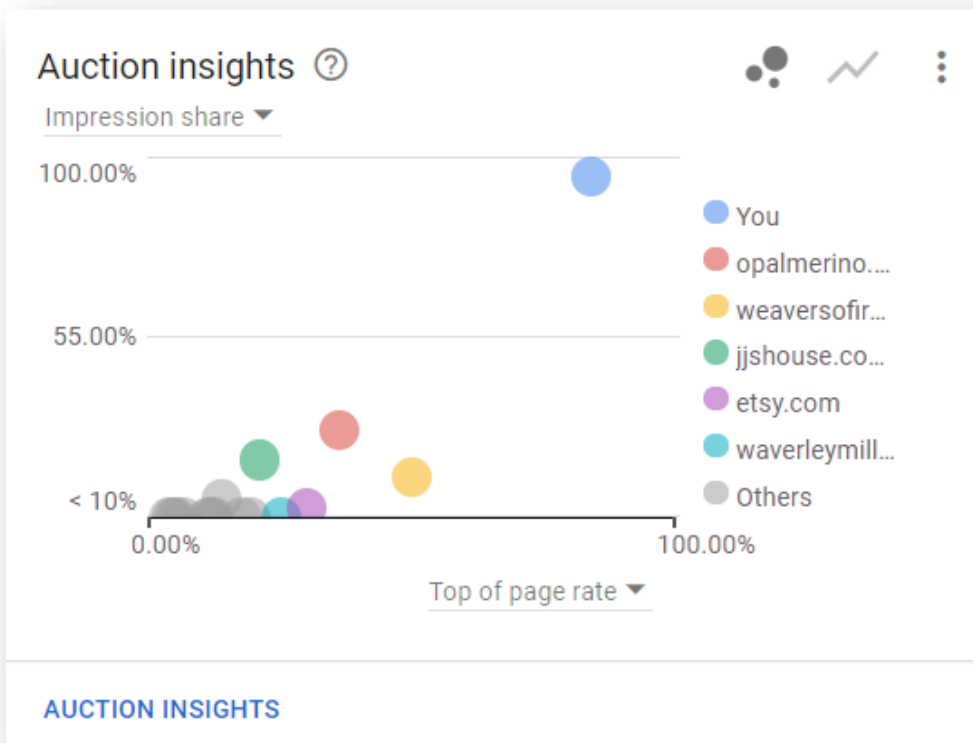 Auction insights ?
Impression share
100.00%
55.00%
< 10%
0.00%
100.00%
Top of page rate
You
opalmerino....
weaversofir...
jjshouse.co...
etsy.com
waverleymill...
Others
AUCTION INSIGHTS